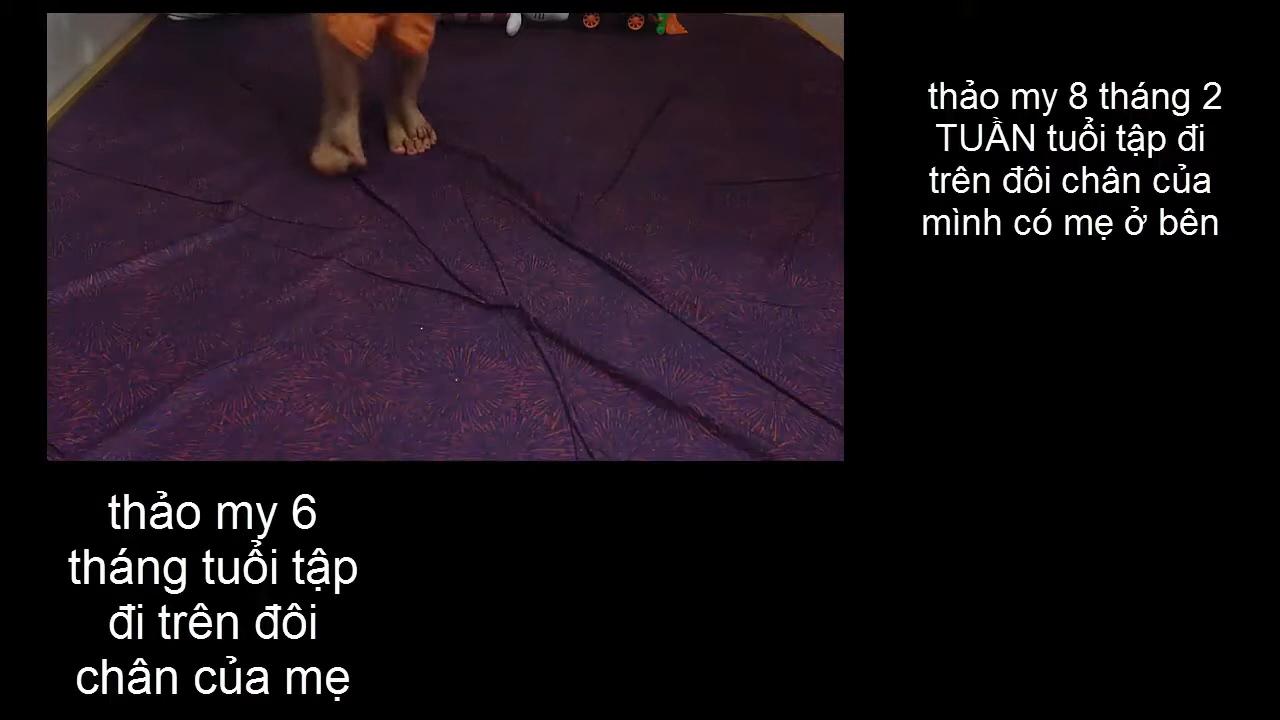 thảo my 8 tháng 2
TUẦN tuổi tập đi
trên đôi chân của
mình có mẹ ở bên
thảo my 6
tháng tuổi tập
đi trên đôi
chân của mẹ